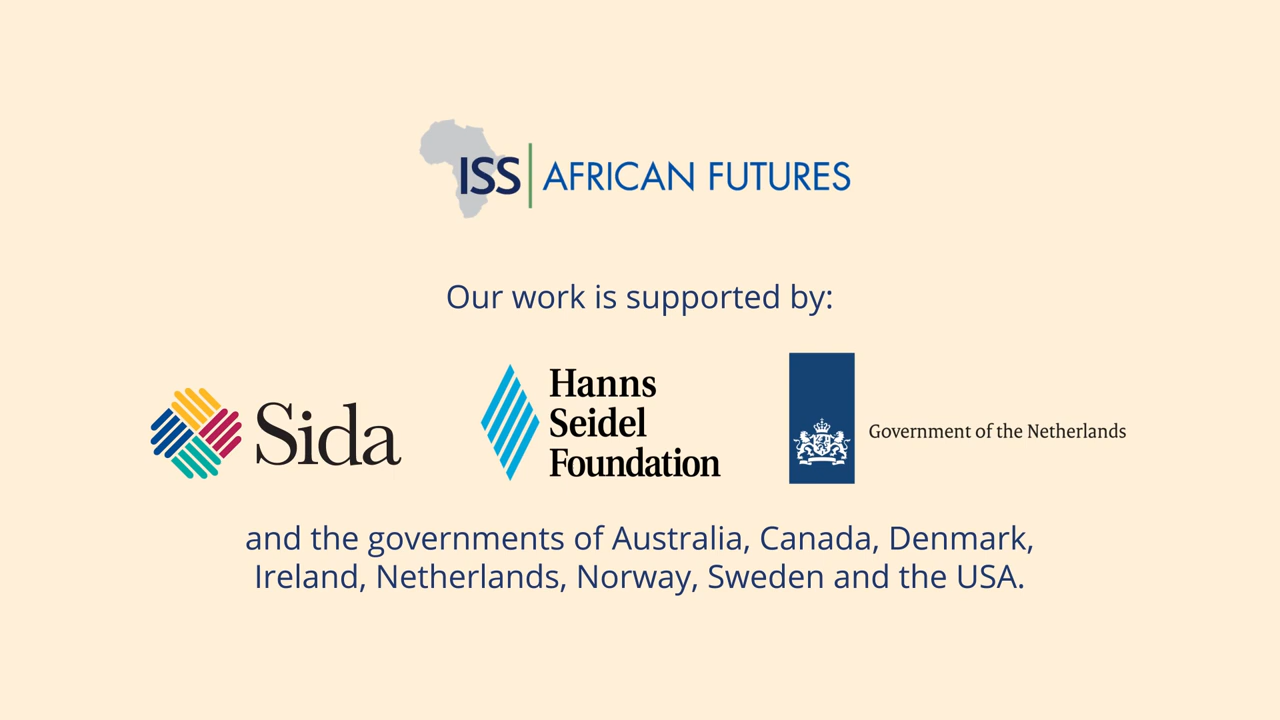 ISS | AFRICAN FUTURES
Our work is supported by:
Sida
Hanns
Seidel
Foundation
Government of the Netherlands
and the governments of Australia, Canada, Denmark,
Ireland, Netherlands, Norway, Sweden and the USA.